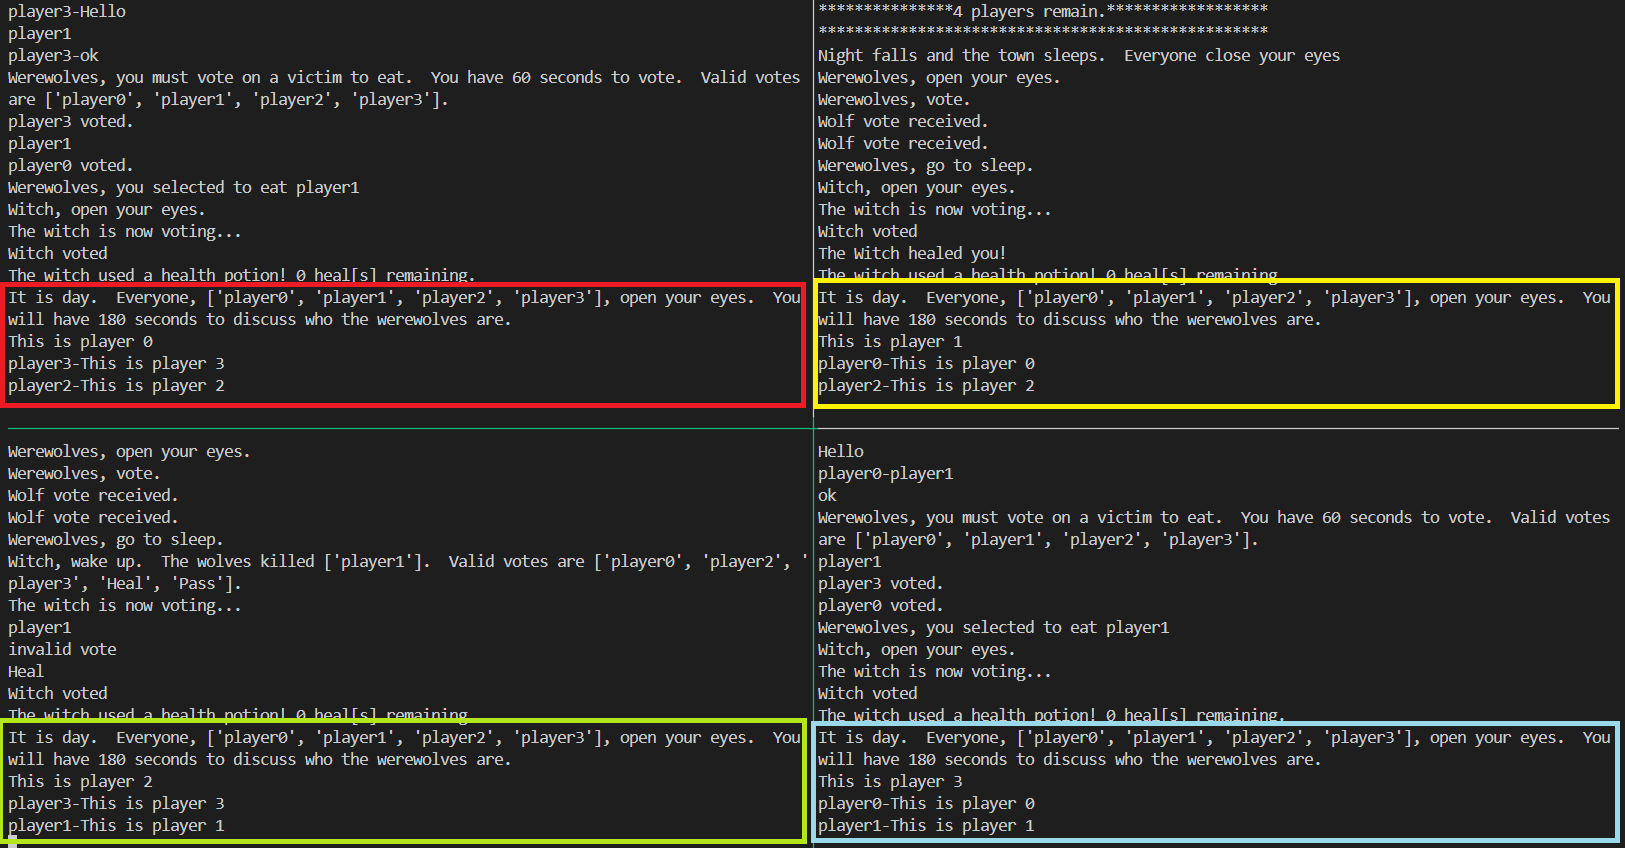 player3-Hello
player1
player3-ok
Werewolves, you must vote on a victim to eat.  You have 60 seconds to vote.  Valid votes
are ['player0', 'player1', 'player2', 'player3'].
player3 voted.
player1
player0 voted.
Werewolves, you selected to eat player1
Witch, open your eyes.
The witch is now voting...
Witch voted
The witch used a health potion! 0 heal[s] remaining.
It is day.  Everyone, ['player0', 'player1', 'player2', 'player3'], open your eyes.  You
will have 180 seconds to discuss who the werewolves are.
This is player 0
player3-This is player 3
player2-This is player 2
***************4 players remain.******************
**************************************************
Night falls and the town sleeps.  Everyone close your eyes
Werewolves, open your eyes.
Werewolves, vote.
Wolf vote received.
Wolf vote received.
Werewolves, go to sleep.
Witch, open your eyes.
The witch is now voting...
Witch voted
The Witch healed you!
The witch used a health potion! 0 heal[s] remaining.
It is day.  Everyone, ['player0', 'player1', 'player2', 'player3'], open your eyes.  You
will have 180 seconds to discuss who the werewolves are.
This is player 1
player0-This is player 0
player2-This is player 2
Werewolves, open your eyes.
Werewolves, vote.
Wolf vote received.
Wolf vote received.
Werewolves, go to sleep.
Witch, wake up.  The wolves killed ['player1'].  Valid votes are ['player0', 'player2', '
player3', 'Heal', 'Pass'].
The witch is now voting...
player1
invalid vote
Heal
Witch voted
The witch used a health potion! 0 heal[s] remaining.
It is day.  Everyone, ['player0', 'player1', 'player2', 'player3'], open your eyes.  You
will have 180 seconds to discuss who the werewolves are.
This is player 2
player3-This is player 3
player1-This is player 1
Hello
player0-player1
ok
Werewolves, you must vote on a victim to eat.  You have 60 seconds to vote.  Valid votes
are ['player0', 'player1', 'player2', 'player3'].
player1
player3 voted.
player0 voted.
Werewolves, you selected to eat player1
Witch, open your eyes.
The witch is now voting...
Witch voted
The witch used a health potion! 0 heal[s] remaining.
It is day.  Everyone, ['player0', 'player1', 'player2', 'player3'], open your eyes.  You
will have 180 seconds to discuss who the werewolves are.
This is player 3
player0-This is player 0
player1-This is player 1